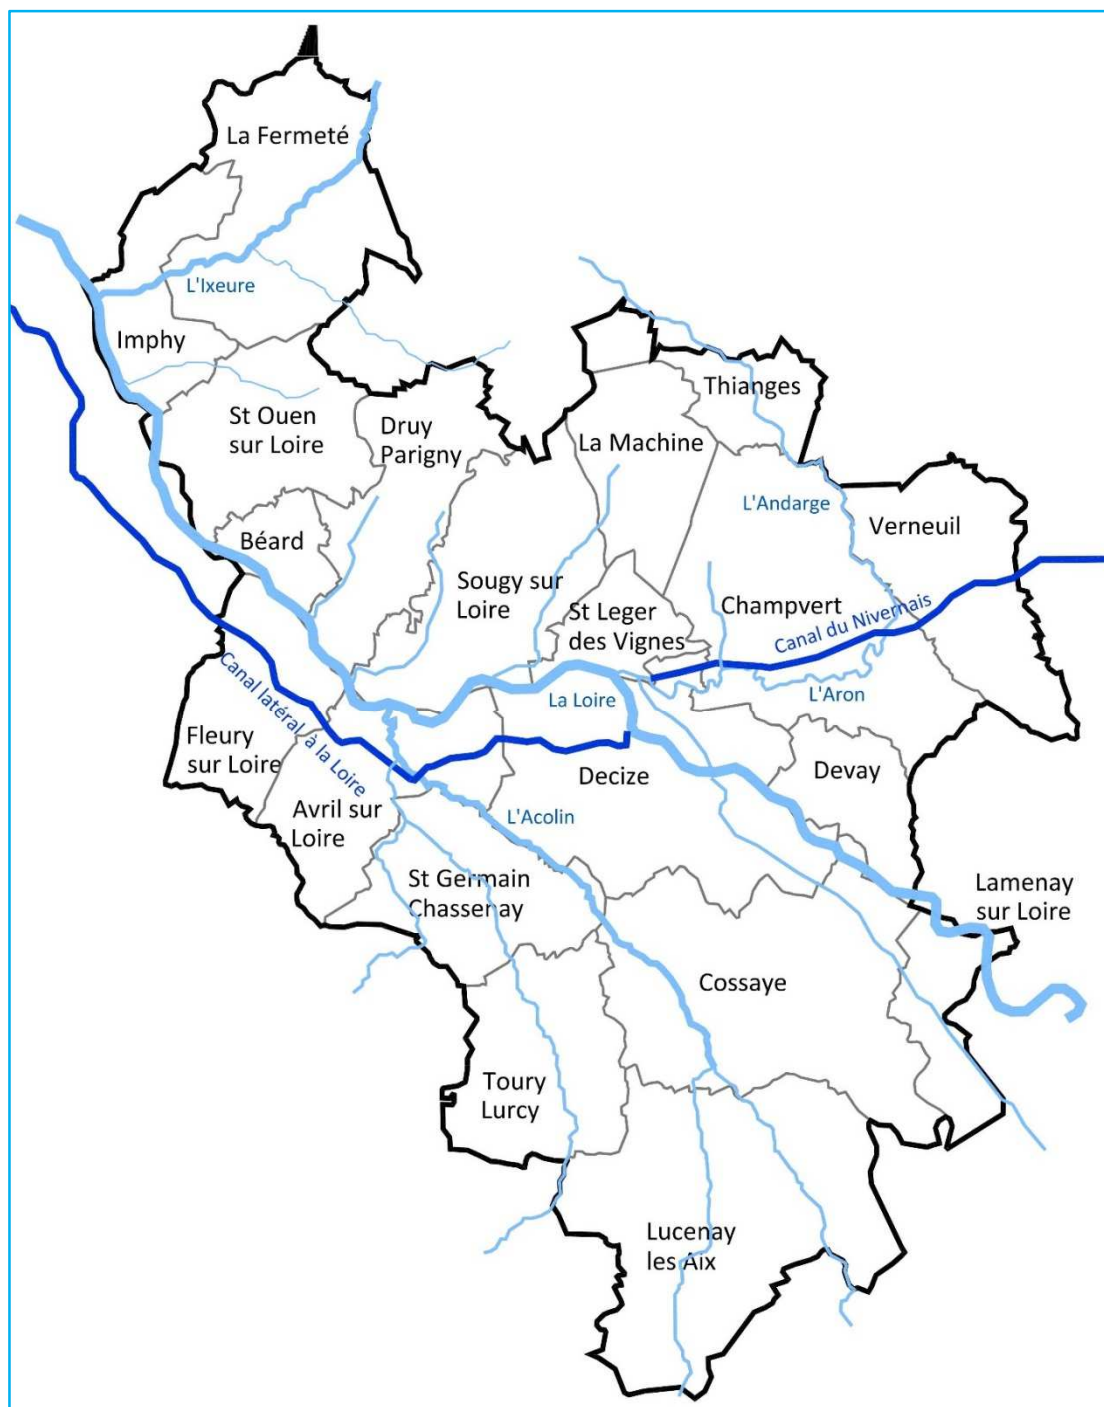 La Fermeté
L'Ixeure
Imphy
St Ouen
sur Loire
Druy
Parigny
Thianges
La Machine
L'Andarge
Verneuil
Béard
Sougy sur
Loire
St Leger
des Vignes
Champvert
Canal du Nivernais
L'Aron
La Loire
Canal latéral à la Loire
Fleury
sur Loire
Decize
Devay
Avril sur
Loire
L'Acolin
St Germain
Chassenay
Lamenay
sur Loire
Cossaye
Toury
Lurcy
Lucenay
les Aix